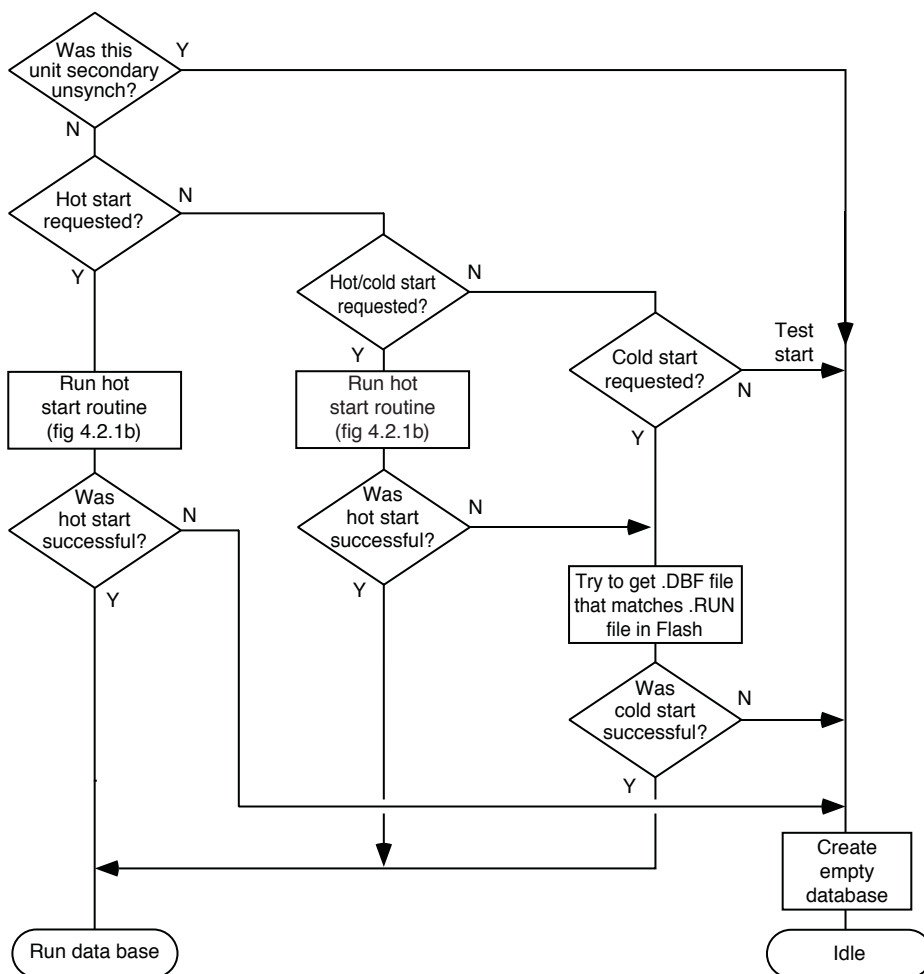 Was this
unit secondary
unsynch?
Y
N
Hot start
requested?
N
Y
Hot/cold start
requested?
N
Y
Cold start
requested?
Test
start
N
Y
Run hot
start routine
(fig 4.2.1b)
Run hot
start routine
(fig 4.2.1b)
Was
hot start
successful?
N
Y
Was
hot start
successful?
N
Y
Try to get .DBF file
that matches .RUN
file in Flash
Was
cold start
successful?
N
Y
Create
empty
database
Run data base
Idle